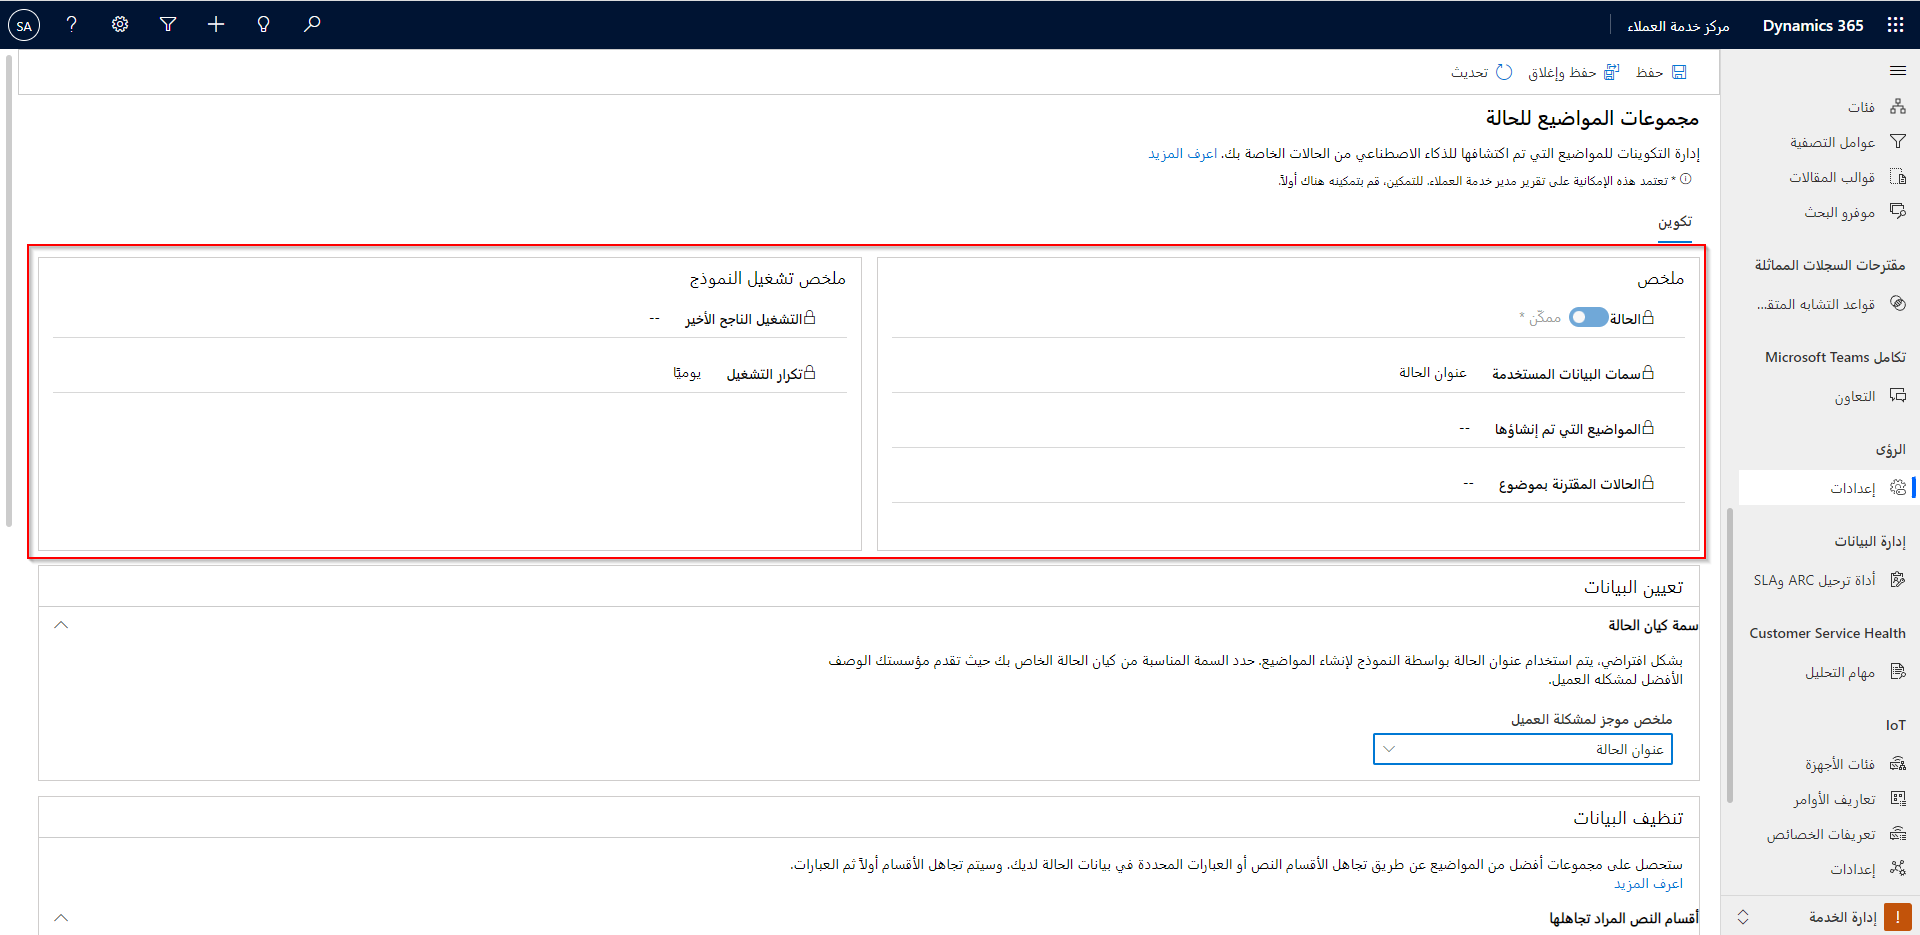 Dynamics 365
مركز خدمة العملاء
SA
حفظ
حفظ وإغلاق
تحديث
مجموعات المواضيع للحالة
إدارة التكوينات للمواضيع التي تم اكتشافها للذكاء الاصطناعي من الحالات الخاصة بك. اعرف المزيد
* تعتمد هذه الإمكانية على تقرير مدير خدمة العملاء. للتمكين، قم بتمكينه هناك أولاً.
تكوين
ملخص
الحالة
ممكّن *
سمات البيانات المستخدمة
عنوان الحالة
المواضيع التي تم إنشاؤها
--
الحالات المقترنة بموضوع
--
ملخص تشغيل النموذج
التشغيل الناجح الأخير
--
تكرار التشغيل
يوميًا
تعيين البيانات
سمة كيان الحالة
بشكل افتراضي، يتم استخدام عنوان الحالة بواسطة النموذج لإنشاء المواضيع. حدد السمة المناسبة من كيان الحالة الخاص بك حيث تقدم مؤسستك الوصف
الأفضل لمشكله العميل.
ملخص موجز لمشكلة العميل
عنوان الحالة
تنظيف البيانات
ستحصل على مجموعات أفضل من المواضيع عن طريق تجاهل الأقسام النص أو العبارات المحددة في بيانات الحالة لديك. وسيتم تجاهل الأقسام أولاً ثم العبارات.
اعرف المزيد
أقسام النص المراد تجاهلها
فئات
عوامل التصفية
قوالب المقالات
موفرو البحث
مقترحات السجلات المماثلة
قواعد التشابه المتق...
تكامل Microsoft Teams
التعاون
الرؤى
إعدادات
إدارة البيانات
أداة ترحيل ARC وSLA
Customer Service Health
مهام التحليل
IoT
فئات الأجهزة
تعاريف الأوامر
تعريفات الخصائص
إعدادات
إدارة الخدمة